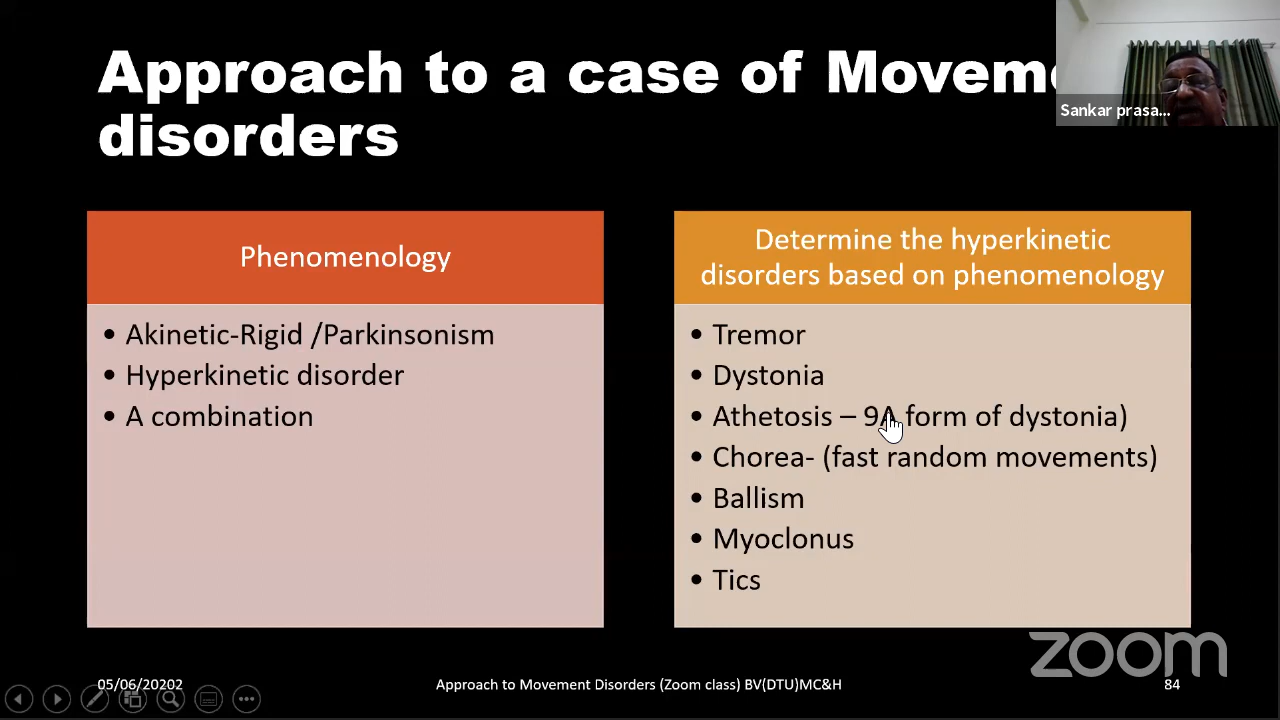 Approach to a case of Movem
disorders
Sankar prasa...
Phenomenology
• Akinetic-Rigid /Parkinsonism
• Hyperkinetic disorder
• A combination
Determine the hyperkinetic
disorders based on phenomenology
• Tremor
• Dystonia
• Athetosis – 9A form of dystonia)
• Chorea- (fast random movements)
• Ballism
• Myoclonus
• Tics
zoom
05/06/20202
Approach to Movement Disorders (Zoom class) BV(DTU)MC&H
84